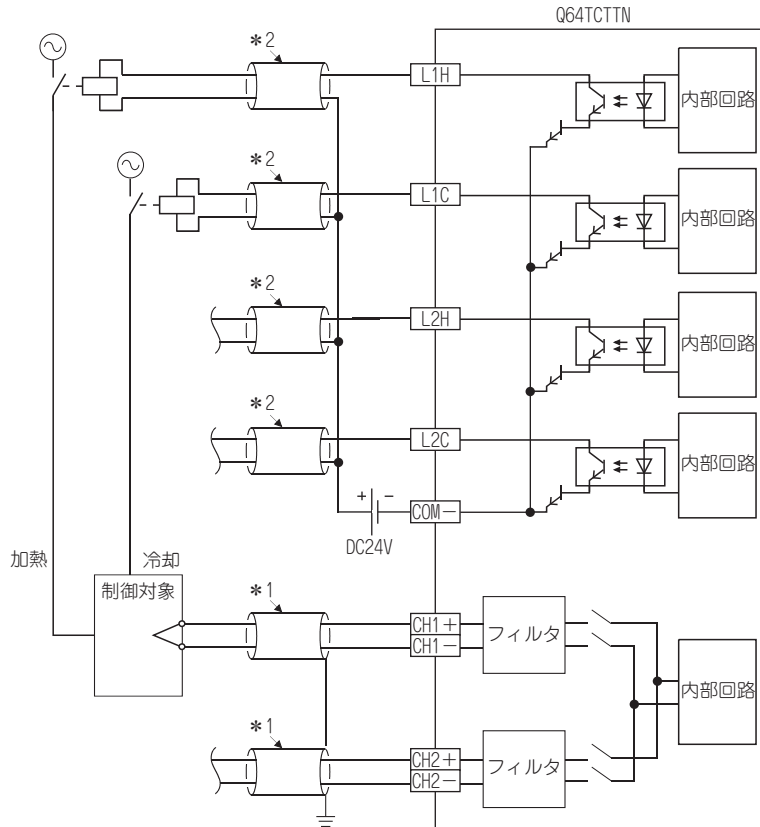 Q64TCTTN
*2
L1H
内部回路
*2
L1C
内部回路
*2
L2H
内部回路
*2
L2C
内部回路
+
-
COM-
DC24V
加熱
冷却
制御対象
*1
CH1+
CH1-
フィルタ
内部回路
*1
CH2+
CH2-
フィルタ